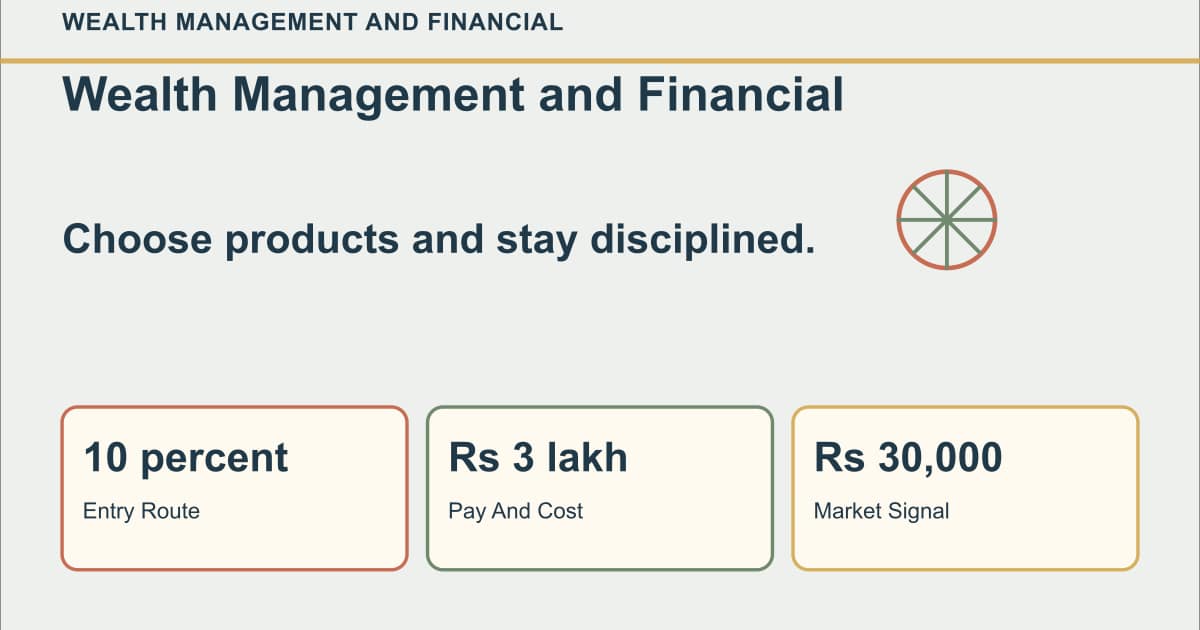 WEALTH MANAGEMENT AND FINANCIAL
Wealth Management and Financial
Choose products and stay disciplined.
10 percent
Entry Route
Rs 3 lakh
Pay And Cost
Rs 30,000
Market Signal